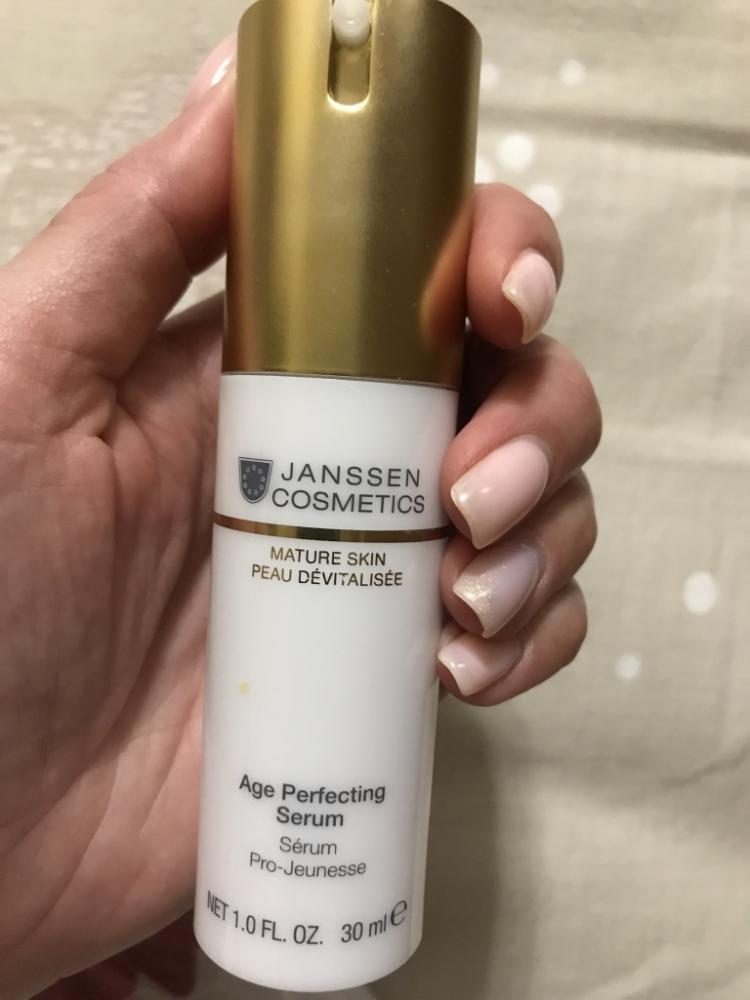 JANSSEN
COSMETICS
MATURE SKIN
PEAU DÉVITALISÉE
Age Perfecting
Serum
Sérum
Pro-Jeunesse
NET 1.0 FL. OZ. 30 ml ℮